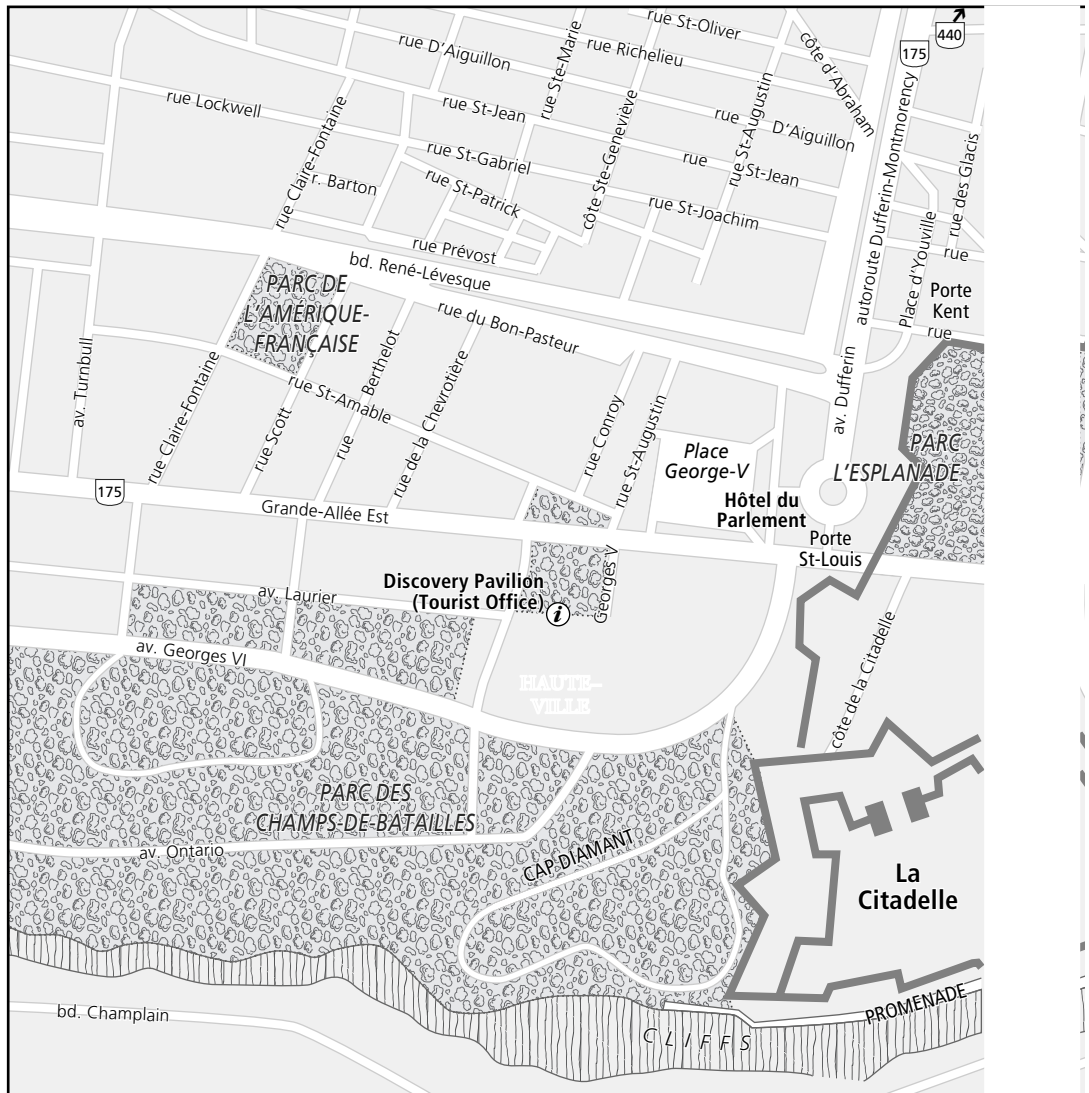 rue St-Oliver
440
175
rue Ste-Marie
côte d'Abraham
rue D'Aiguillon
rue Richelieu
rue Lockwell
rue St-Jean
rue D'Aiguillon
rue St-Augustin
autoroute Dufferin-Montmorency
rue Claire-Fontaine
rue St-Gabriel
côte Ste-Geneviève
rue St-Jean
rue des Glacis
r. Barton
rue St-Patrick
rue St-Joachim
Place d'Youville
rue Prévost
rue
bd. René-Lévesque
PARC DE
L'AMÉRIQUE-
FRANÇAISE
rue du Bon-Pasteur
Porte
Kent
rue
av. Turnbull
rue Claire-Fontaine
rue St-Amable
rue Scott
rue Berthelot
rue de la Chevrotière
rue Conroy
rue St-Augustin
av. Dufferin
Place
George-V
PARC
L'ESPLANADE
175
Grande-Allée Est
Hôtel du
Parlement
Porte
St-Louis
av. Laurier
Discovery Pavilion
(Tourist Office)
i
Georges V
av. Georges VI
HAUTE–
VILLE
côte de la Citadelle
PARC DES
CHAMPS-DE-BATAILLES
av. Ontario
CAP DIAMANT
La
Citadelle
bd. Champlain
CLIFFS
PROMENADE